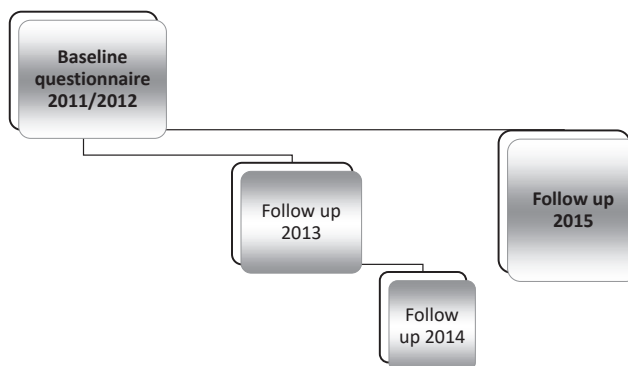 Baseline
questionnaire
2011/2012
Follow up
2013
Follow up
2015
Follow
up 2014